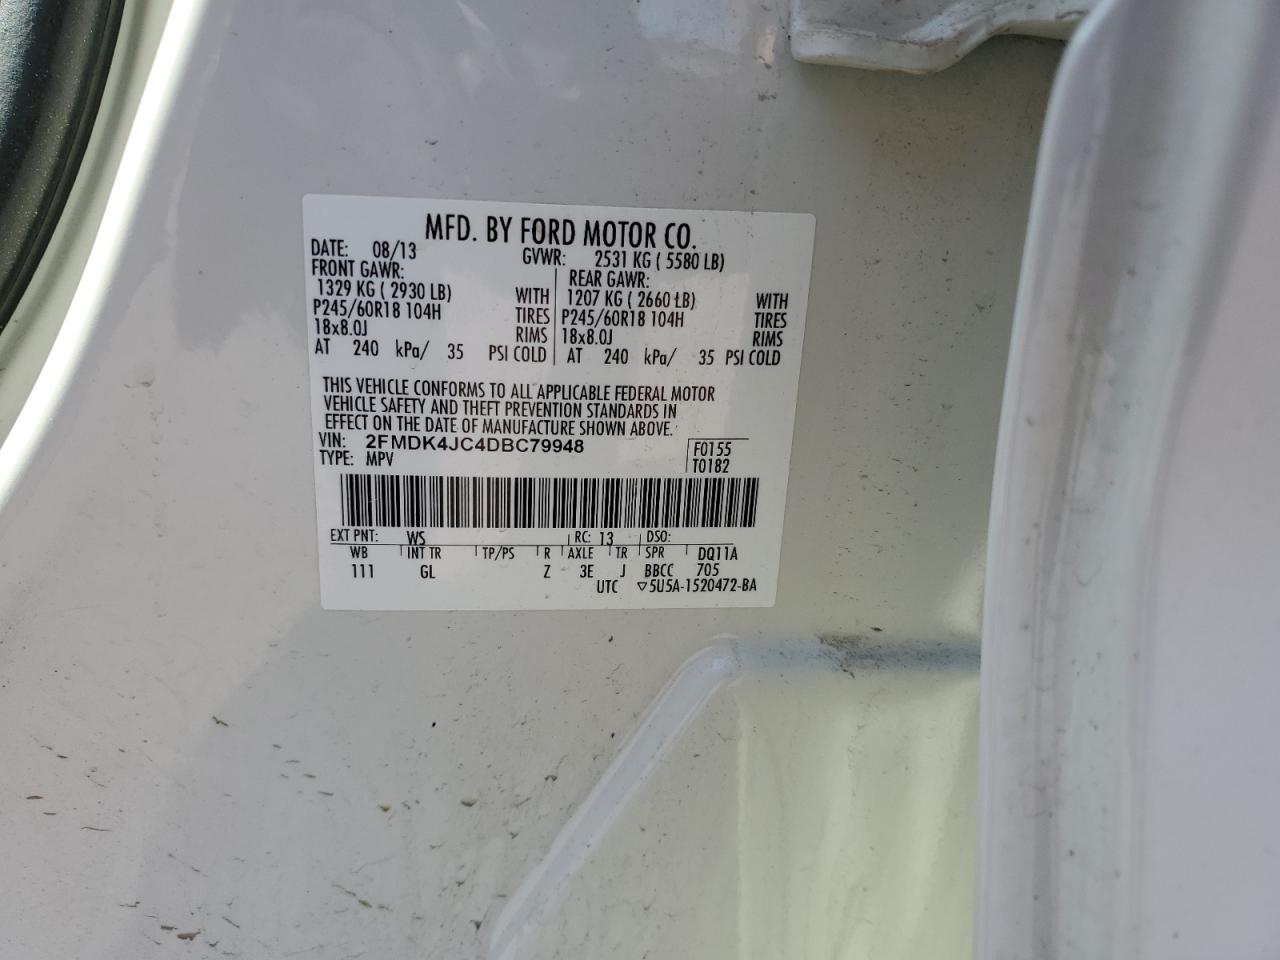 MFD. BY FORD MOTOR CO.
DATE: 08/13 GVWR: 2531 KG ( 5580 LB)
FRONT GAWR: REAR GAWR:
1329 KG ( 2930 LB) WITH 1207 KG ( 2660 LB) WITH
P245/60R18 104H TIRES P245/60R18 104H TIRES
18x8.0J RIMS 18x8.0J RIMS
AT 240 kPa/ 35 PSI COLD AT 240 kPa/ 35 PSI COLD
THIS VEHICLE CONFORMS TO ALL APPLICABLE FEDERAL MOTOR
VEHICLE SAFETY AND THEFT PREVENTION STANDARDS IN
EFFECT ON THE DATE OF MANUFACTURE SHOWN ABOVE.
VIN: 2FMDK4JC4DBC79948 F0155
TYPE: MPV T0182
EXT PNT: WS RC: 13 DSO:
WB INT TR TP/PS R AXLE TR SPR DQ11A
111 GL Z 3E J BBCC 705
UTC ▽5U5A-1520472-BA